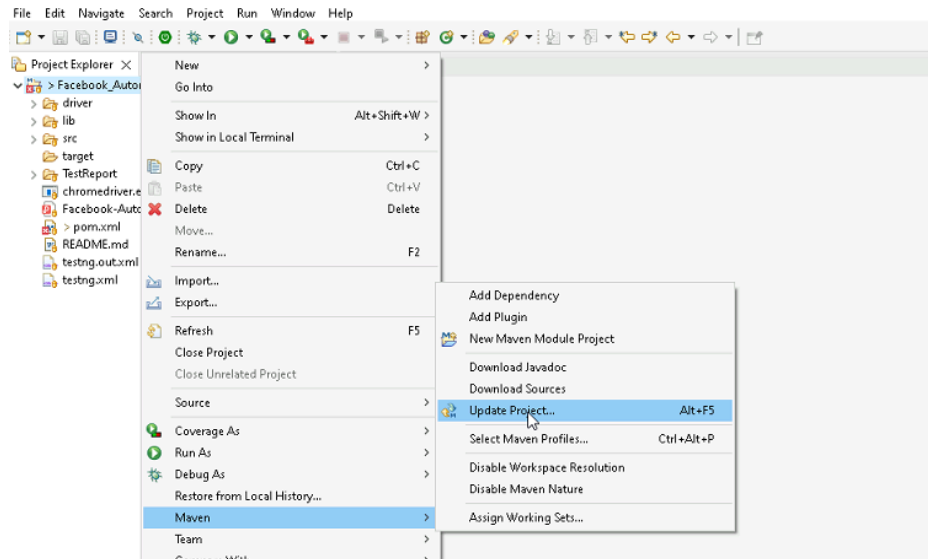 File Edit Navigate Search Project Run Window Help
Project Explorer
> Facebook_Autor
driver
lib
src
target
TestReport
chromedriver.e
Facebook-Auto
> pom.xml
README.md
testng.out.xml
testng.xml
New
Go Into
Show In Alt+Shift+W >
Show in Local Terminal
Copy Ctrl+C
Paste Ctrl+V
Delete Delete
Move...
Rename... F2
Import...
Export...
Refresh F5
Close Project
Close Unrelated Project
Source
Coverage As
Run As
Debug As
Restore from Local History...
Maven
Team
Add Dependency
Add Plugin
New Maven Module Project
Download Javadoc
Download Sources
Update Project... Alt+F5
Select Maven Profiles... Ctrl+Alt+P
Disable Workspace Resolution
Disable Maven Nature
Assign Working Sets...